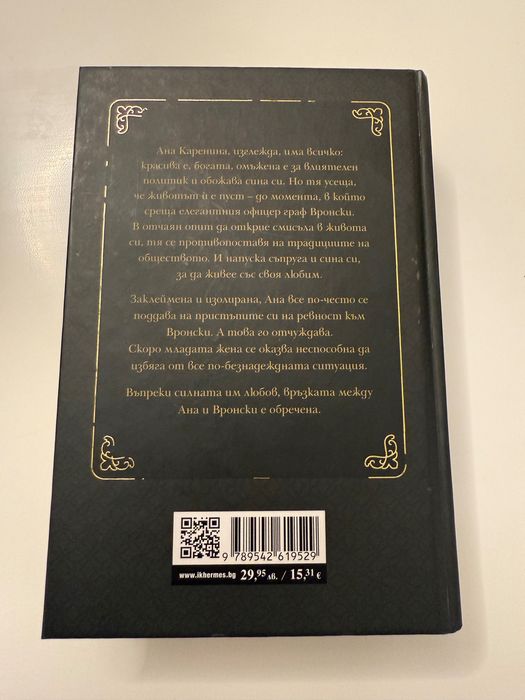 Ана Каренина, изглежда, има всичко:
красива е, богата, омъжена е за влиятелен
политик и обожава сина си. Но тя усеща,
че животът ѝ е пуст – до момента, в който
среща елегантния офицер граф Вронски.
В отчаян опит да открие смисъла в живота
си, тя се противопоставя на традициите на
обществото. И напуска съпруга и сина си,
за да живее със своя любим.
Заклеймена и изолирана, Ана все по-често се
поддава на пристъпите си на ревност към
Вронски. А това го отчуждава.
Скоро младата жена се оказва неспособна да
избяга от все по-безнадеждната ситуация.
Въпреки силната им любов, връзката между
Ана и Вронски е обречена.
9 789542 619529
www.ikhermes.bg 29,95 лв. / 15,31 €